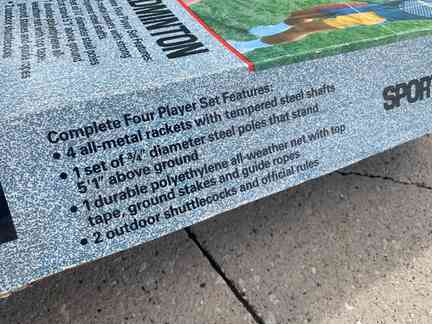 DMINTON
SPOR
Complete Four Player Set Features:
• 4 all-metal rackets with tempered steel shafts
• 1 set of 3/4" diameter steel poles that stand
5'1" above ground
• 1 durable polyethylene all-weather net with top
tape, ground stakes and guide ropes
• 2 outdoor shuttlecocks and official rules